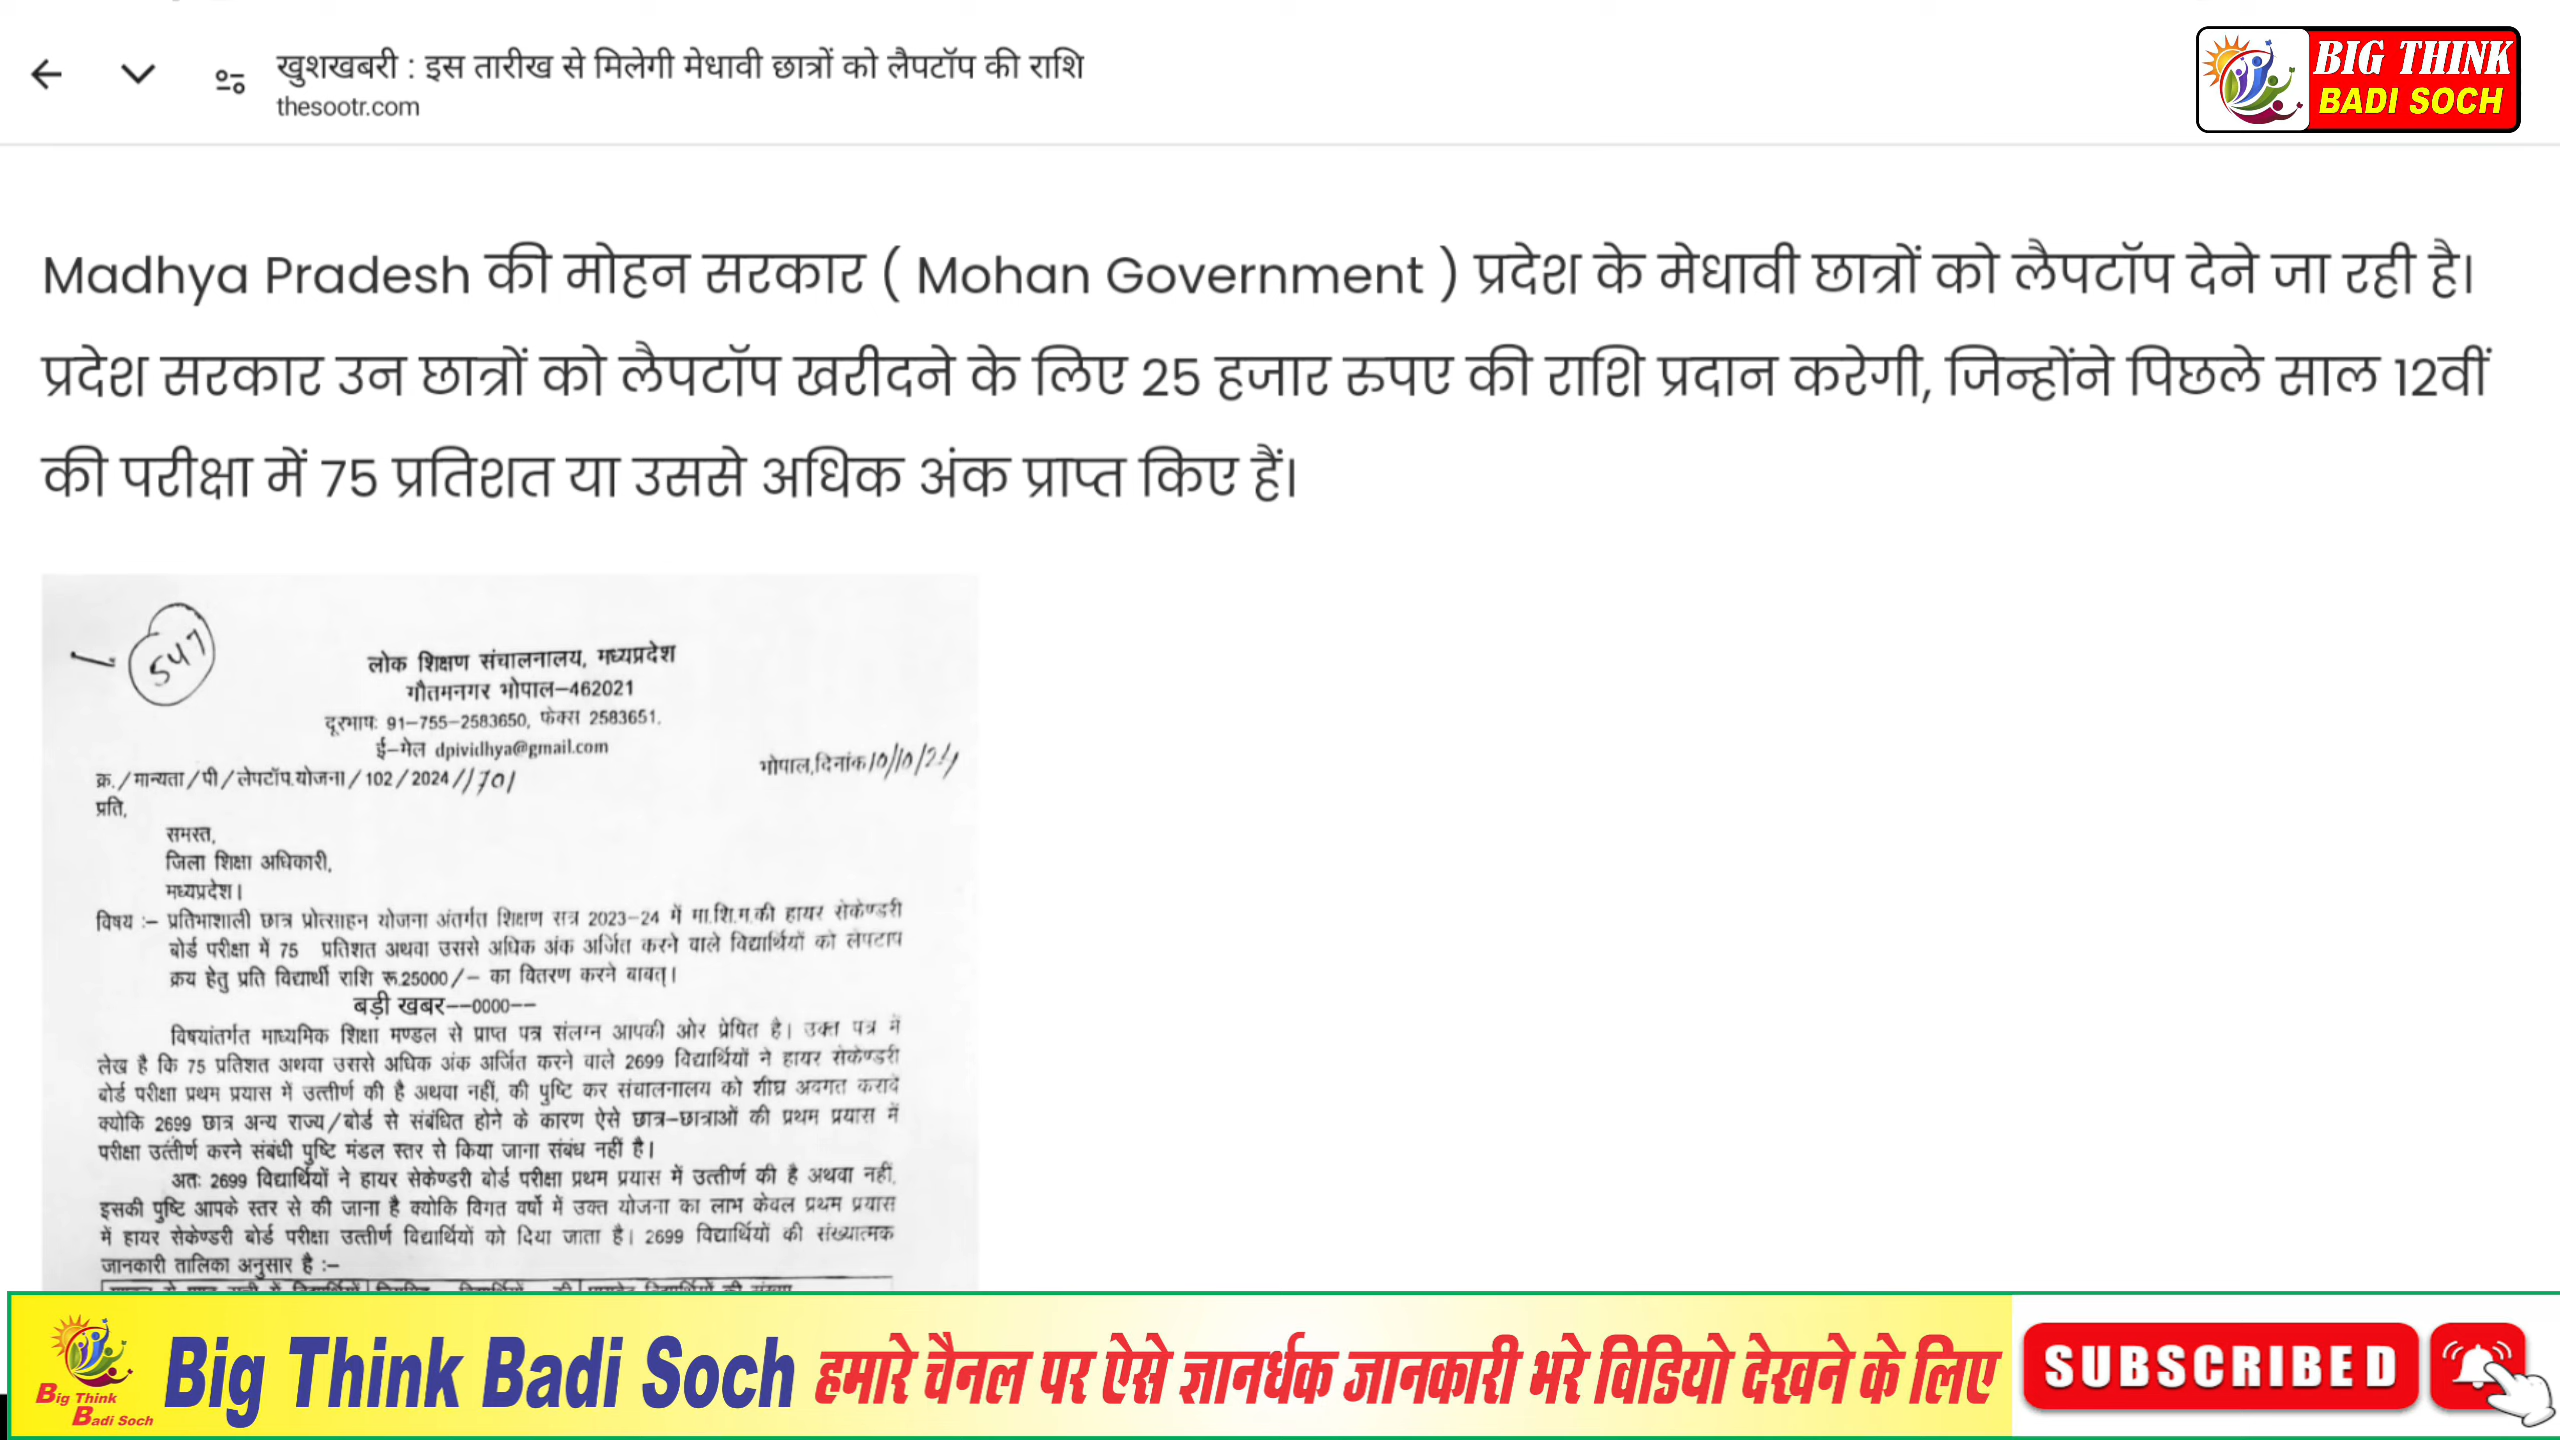 खुशखबरी : इस तारीख से मिलेगी मेधावी छात्रों को लैपटॉप की राशि
thesootr.com
BIG THINK
BADI SOCH
Madhya Pradesh की मोहन सरकार ( Mohan Government ) प्रदेश के मेधावी छात्रों को लैपटॉप देने जा रही है।
प्रदेश सरकार उन छात्रों को लैपटॉप खरीदने के लिए 25 हजार रुपए की राशि प्रदान करेगी, जिन्होंने पिछले साल 12वीं
की परीक्षा में 75 प्रतिशत या उससे अधिक अंक प्राप्त किए हैं।
547
लोक शिक्षण संचालनालय, मध्यप्रदेश
गौतमनगर भोपाल-462021
दूरभाष: 91-755-2583650, फेक्स 2583651.
ई-मेल dpividhya@gmail.com
भोपाल,दिनांक 10/10/24
क्र./मान्यता/पी/लेपटॉप.योजना/102/2024//701
प्रति,
समस्त,
जिला शिक्षा अधिकारी,
मध्यप्रदेश।
विषय :- प्रतिभाशाली छात्र प्रोत्साहन योजना अंतर्गत शिक्षण सत्र 2023-24 में मा.शि.म.की हायर सेकेण्डरी
बोर्ड परीक्षा में 75 प्रतिशत अथवा उससे अधिक अंक अर्जित करने वाले विद्यार्थियों को लेपटाप
क्रय हेतु प्रति विद्यार्थी राशि रू.25000/- का वितरण करने बावत्।
बड़ी खबर--0000--
विषयांतर्गत माध्यमिक शिक्षा मण्डल से प्राप्त पत्र संलग्न आपकी ओर प्रेषित है। उक्त पत्र में
लेख है कि 75 प्रतिशत अथवा उससे अधिक अंक अर्जित करने वाले 2699 विद्यार्थियों ने हायर सेकेण्डरी
बोर्ड परीक्षा प्रथम प्रयास में उत्तीर्ण की है अथवा नहीं, की पुष्टि कर संचालनालय को शीघ्र अवगत करावें
क्योकि 2699 छात्र अन्य राज्य/बोर्ड से संबंधित होने के कारण ऐसे छात्र-छात्राओं की प्रथम प्रयास में
परीक्षा उत्तीर्ण करने संबंधी पुष्टि मंडल स्तर से किया जाना संबंध नहीं है।
अतः 2699 विद्यार्थियों ने हायर सेकेण्डरी बोर्ड परीक्षा प्रथम प्रयास में उत्तीर्ण की है अथवा नहीं,
इसकी पुष्टि आपके स्तर से की जाना है क्योकि विगत वर्षो में उक्त योजना का लाभ केवल प्रथम प्रयास
में हायर सेकेण्डरी बोर्ड परीक्षा उत्तीर्ण विद्यार्थियों को दिया जाता है। 2699 विद्यार्थियों की संख्यात्मक
जानकारी तालिका अनुसार है :-
Big Think
Badi Soch
Big Think Badi Soch हमारे चैनल पर ऐसे ज्ञानर्धक जानकारी भरे विडियो देखने के लिए
SUBSCRIBED